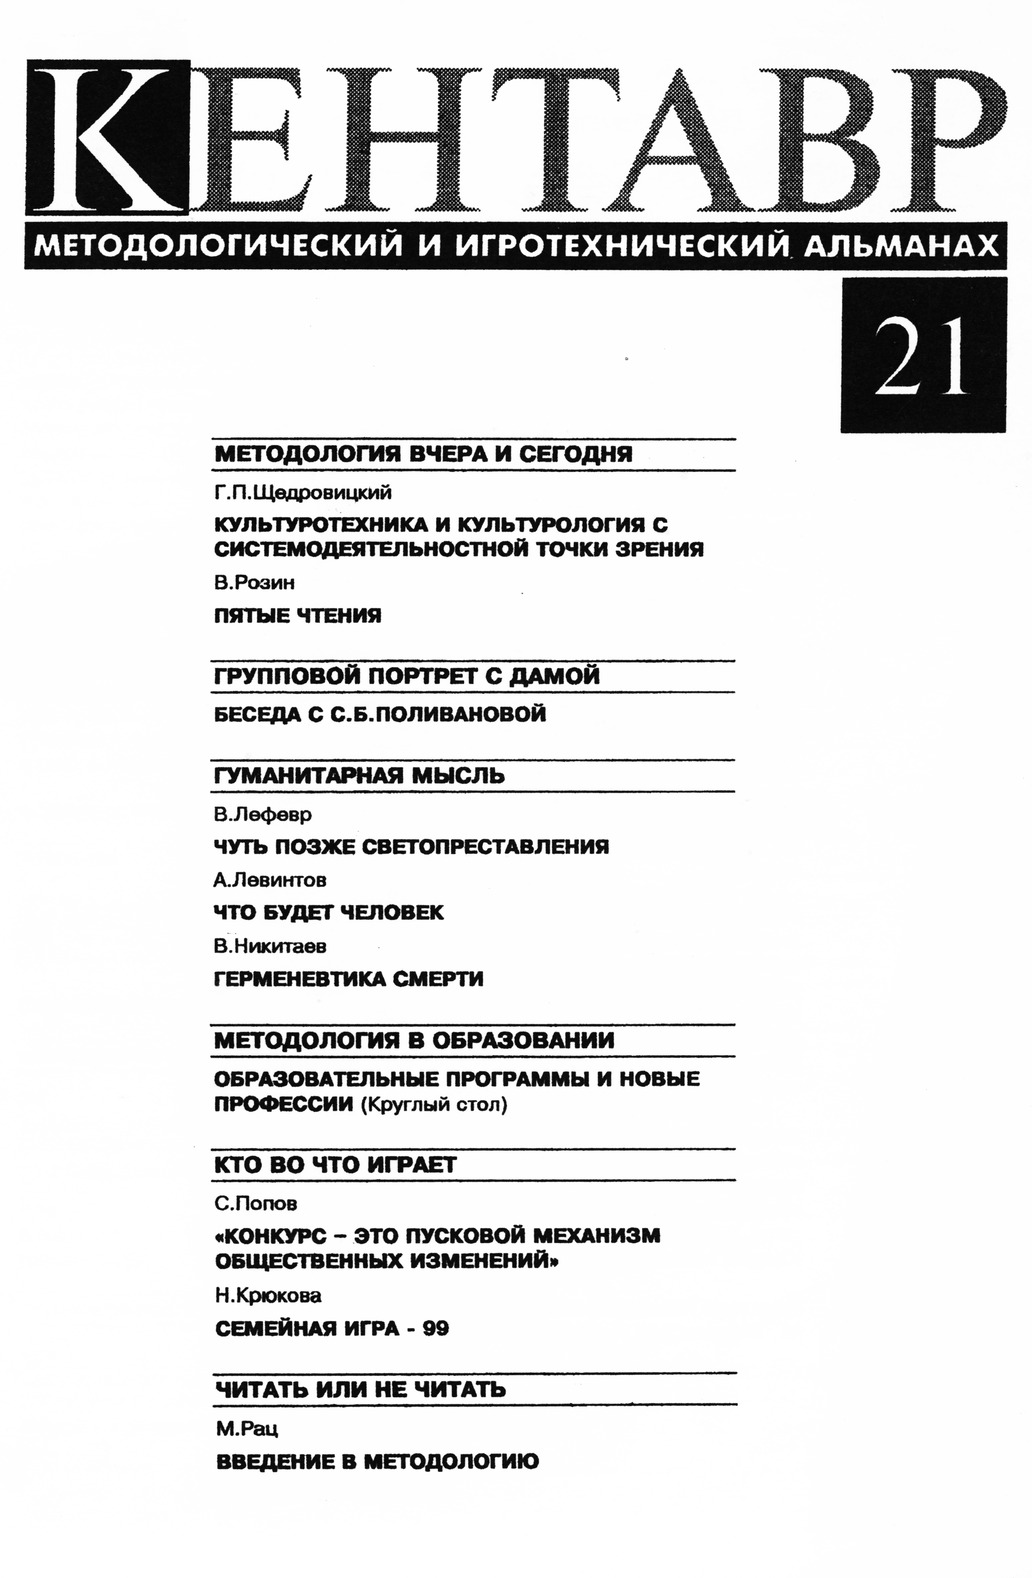 КЕНТАВР
МЕТОДОЛОГИЧЕСКИЙ И ИГРОТЕХНИЧЕСКИЙ АЛЬМАНАХ
21
МЕТОДОЛОГИЯ ВЧЕРА И СЕГОДНЯ
Г.П.Щедровицкий
КУЛЬТУРОТЕХНИКА И КУЛЬТУРОЛОГИЯ С
СИСТЕМОДЕЯТЕЛЬНОСТНОЙ ТОЧКИ ЗРЕНИЯ
В.Розин
ПЯТЫЕ ЧТЕНИЯ
ГРУППОВОЙ ПОРТРЕТ С ДАМОЙ
БЕСЕДА С С.Б.ПОЛИВАНОВОЙ
ГУМАНИТАРНАЯ МЫСЛЬ
В.Лефевр
ЧУТЬ ПОЗЖЕ СВЕТОПРЕСТАВЛЕНИЯ
А.Левинтов
ЧТО БУДЕТ ЧЕЛОВЕК
В.Никитаев
ГЕРМЕНЕВТИКА СМЕРТИ
МЕТОДОЛОГИЯ В ОБРАЗОВАНИИ
ОБРАЗОВАТЕЛЬНЫЕ ПРОГРАММЫ И НОВЫЕ
ПРОФЕССИИ (Круглый стол)
КТО ВО ЧТО ИГРАЕТ
С.Попов
«КОНКУРС – ЭТО ПУСКОВОЙ МЕХАНИЗМ
ОБЩЕСТВЕННЫХ ИЗМЕНЕНИЙ»
Н.Крюкова
СЕМЕЙНАЯ ИГРА - 99
ЧИТАТЬ ИЛИ НЕ ЧИТАТЬ
М.Рац
ВВЕДЕНИЕ В МЕТОДОЛОГИЮ